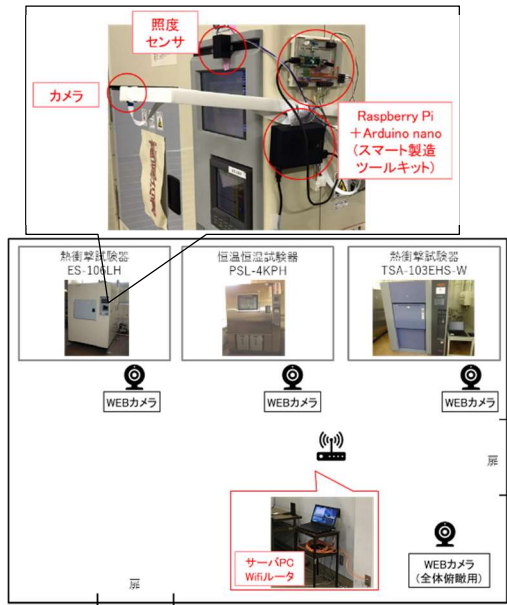 照度
センサ
カメラ
Raspberry Pi
＋Arduino nano
(スマート製造
ツールキット)
熱衝撃試験器
ES-106LH
恒温恒湿試験器
PSL-4KPH
熱衝撃試験器
TSA-103EHS-W
WEBカメラ
WEBカメラ
WEBカメラ
扉
サーバPC
Wifiルータ
WEBカメラ
(全体俯瞰用)
扉